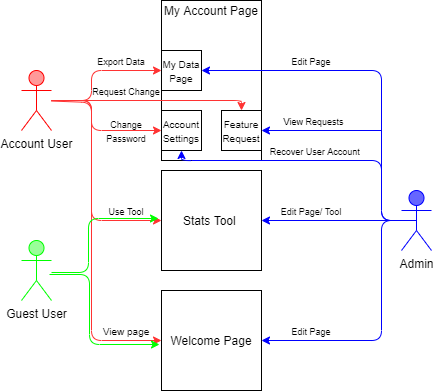 My Account Page
Export Data
My Data
Page
Edit Page
Request Change
Account User
Change
Password
Account
Settings
Feature
Request
View Requests
Recover User Account
Use Tool
Stats Tool
Edit Page/ Tool
Admin
Guest User
View page
Welcome Page
Edit Page